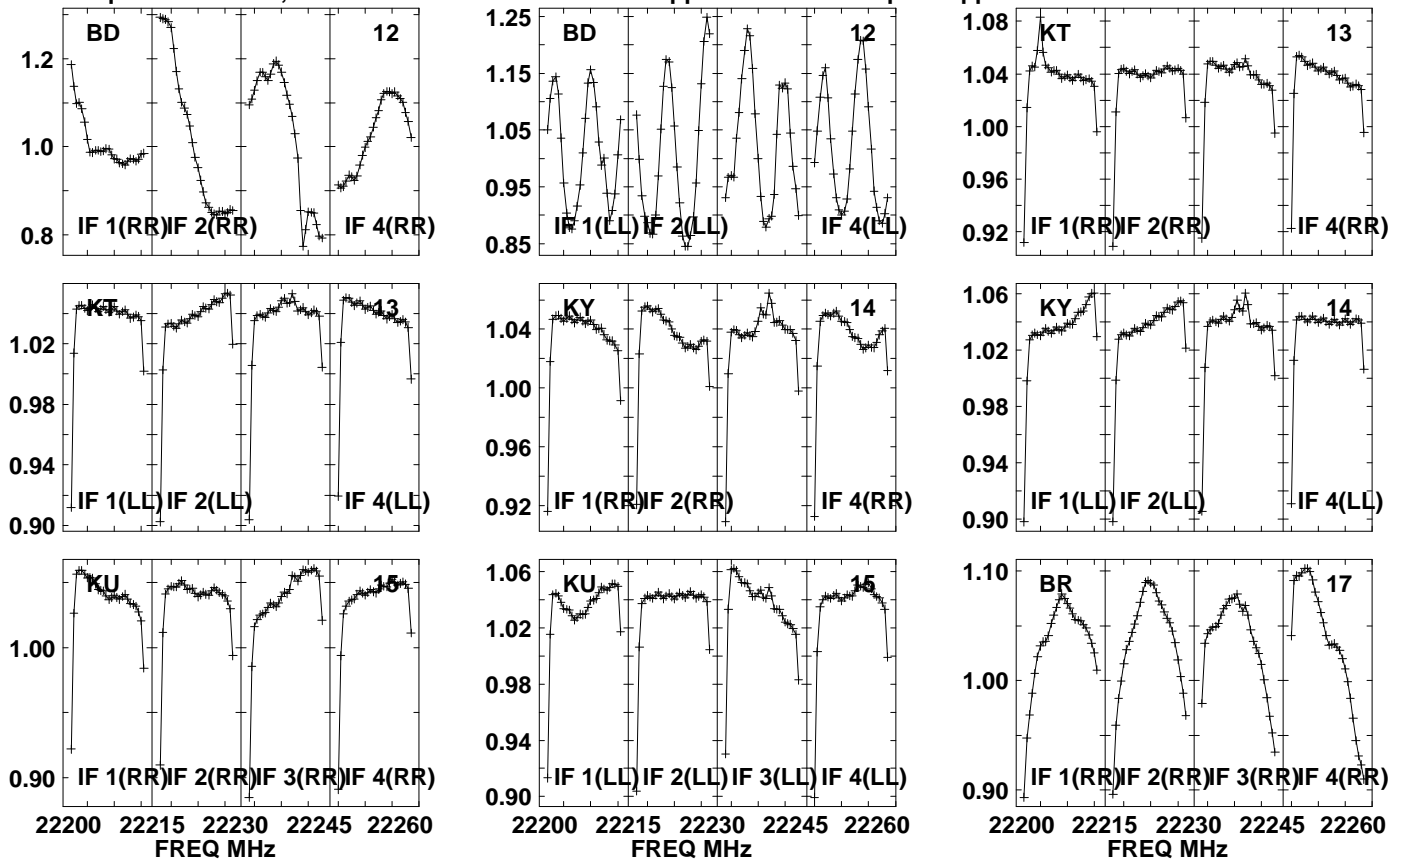 BD 12
1.2
1.0
0.8
IF 1(RR) IF 2(RR) IF 4(RR)
BD 12
1.25
1.15
1.05
0.95
0.85
IF 1(LL) IF 2(LL) IF 4(LL)
KT 13
1.08
1.04
1.00
0.96
0.92
IF 1(RR) IF 2(RR) IF 4(RR)
KT 13
1.02
0.98
0.94
0.90
IF 1(LL) IF 2(LL) IF 4(LL)
KY 14
1.04
1.00
0.96
0.92
IF 1(RR) IF 2(RR) IF 4(RR)
KY 14
1.06
1.02
0.98
0.94
0.90
IF 1(LL) IF 2(LL) IF 4(LL)
KU 15
1.00
0.90
IF 1(RR) IF 2(RR) IF 3(RR) IF 4(RR)
22200 22215 22230 22245 22260
FREQ MHz
KU 15
1.06
1.02
0.98
0.94
0.90
IF 1(LL) IF 2(LL) IF 3(LL) IF 4(LL)
BR 17
1.10
1.00
0.90
IF 1(RR) IF 2(RR) IF 3(RR) IF 4(RR)
22200 22215 22230 22245 22260
FREQ MHz